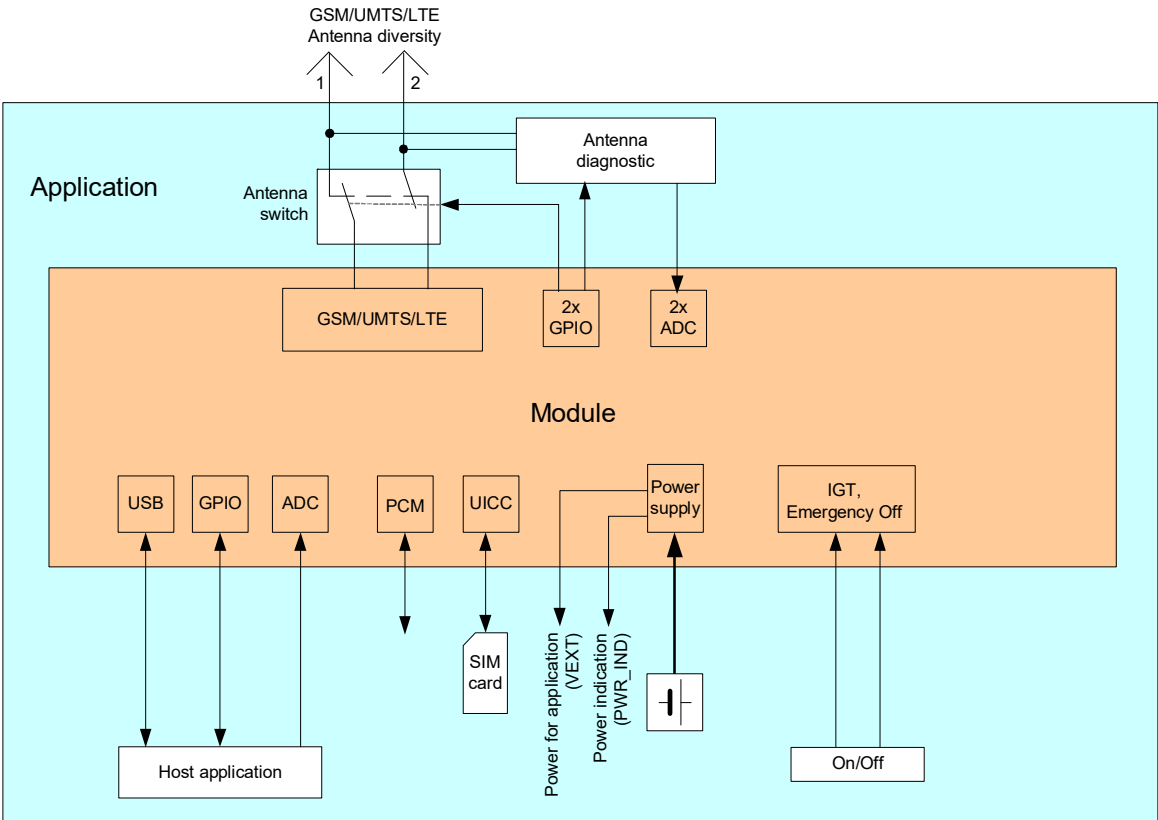 GSM/UMTS/LTE
Antenna diversity
1
2
Antenna
diagnostic
Application
Antenna
switch
GSM/UMTS/LTE
2x
GPIO
2x
ADC
Module
USB
GPIO
ADC
PCM
UICC
Power
supply
IGT,
Emergency Off
SIM
card
Power for application
(VEXT)
Power indication
(PWR_IND)
Host application
On/Off